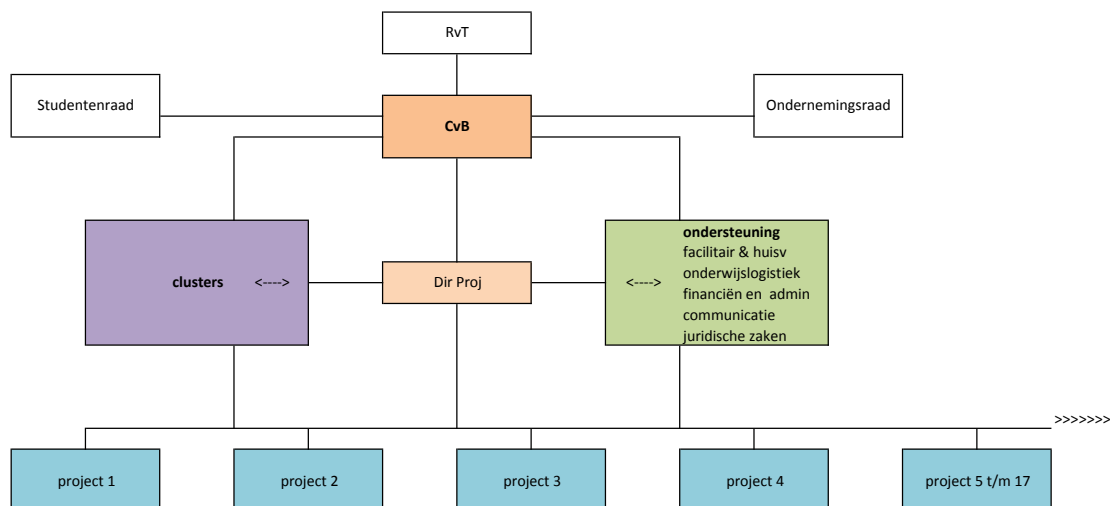 RvT
Studentenraad
Ondernemingsraad
CvB
clusters <---->
Dir Proj
<---->
ondersteuning
facilitair & huisv
onderwijslogistiek
financiën en admin
communicatie
juridische zaken
>>>>>>>
project 1
project 2
project 3
project 4
project 5 t/m 17